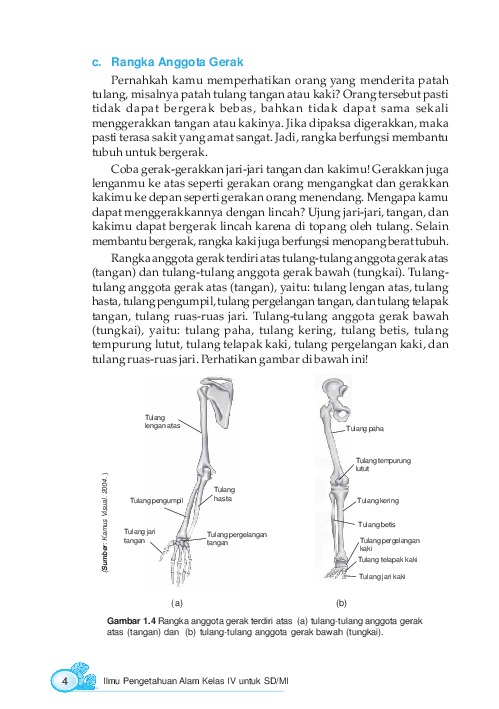 c. Rangka Anggota Gerak
Pernahkah kamu memperhatikan orang yang menderita patah
tulang, misalnya patah tulang tangan atau kaki? Orang tersebut pasti
tidak dapat bergerak bebas, bahkan tidak dapat sama sekali
menggerakkan tangan atau kakinya. Jika dipaksa digerakkan, maka
pasti terasa sakit yang amat sangat. Jadi, rangka berfungsi membantu
tubuh untuk bergerak.
Coba gerak-gerakkan jari-jari tangan dan kakimu! Gerakkan juga
lenganmu ke atas seperti gerakan orang mengangkat dan gerakkan
kakimu ke depan seperti gerakan orang menendang. Mengapa kamu
dapat menggerakkannya dengan lincah? Ujung jari-jari, tangan, dan
kakimu dapat bergerak lincah karena di topang oleh tulang. Selain
membantu bergerak, rangka kaki juga berfungsi menopang berat tubuh.
Rangka anggota gerak terdiri atas tulang-tulang anggota gerak atas
(tangan) dan tulang-tulang anggota gerak bawah (tungkai). Tulang-
tulang anggota gerak atas (tangan), yaitu: tulang lengan atas, tulang
hasta, tulang pengumpil, tulang pergelangan tangan, dan tulang telapak
tangan, tulang ruas-ruas jari. Tulang-tulang anggota gerak bawah
(tungkai), yaitu: tulang paha, tulang kering, tulang betis, tulang
tempurung lutut, tulang telapak kaki, tulang pergelangan kaki, dan
tulang ruas-ruas jari. Perhatikan gambar di bawah ini!
(Sumber: Kamus Visual, 2004. )
Tulang
lengan atas
Tulang
hasta
Tulang pengumpil
Tulang jari
tangan
Tulang pergelangan
tangan
(a)
Tulang paha
Tulang tempurung
lutut
Tulang kering
Tulang betis
Tulang pergelangan
kaki
Tulang telapak kaki
Tulang jari kaki
(b)
Gambar 1.4 Rangka anggota gerak terdiri atas (a) tulang-tulang anggota gerak
atas (tangan) dan (b) tulang-tulang anggota gerak bawah (tungkai).
4 Ilmu Pengetahuan Alam Kelas IV untuk SD/MI